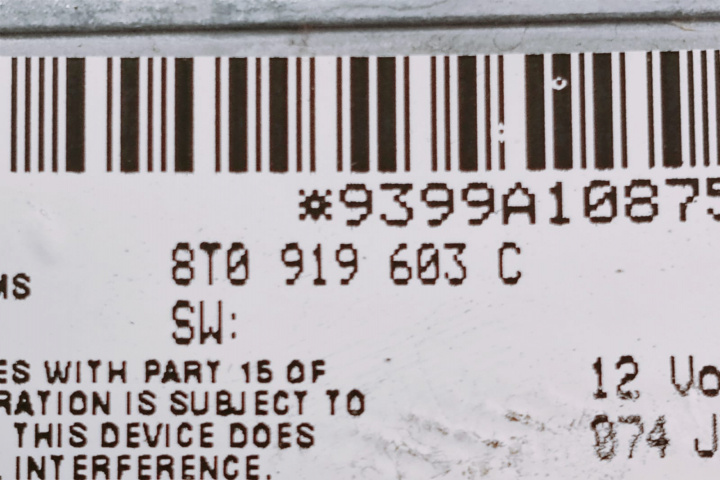 *9399A10875
8T0 919 603 C
MS
SW:
ES WITH PART 15 OF
RATION IS SUBJECT TO
THIS DEVICE DOES
INTERFERENCE.
12 Vo
074 J